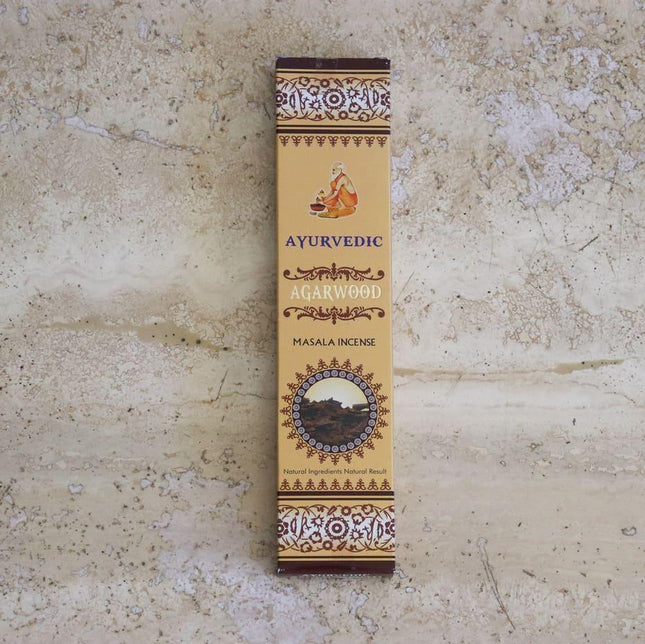 AYURVEDIC
AGARWOOD
MASALA INCENSE
Natural Ingredients Natural Result